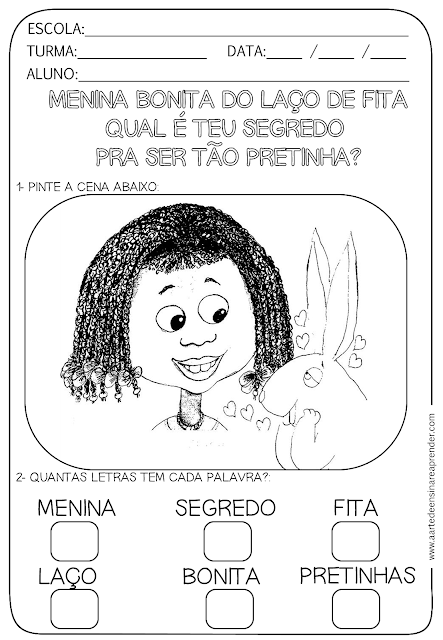 ESCOLA:
TURMA: DATA: / /
ALUNO:
MENINA BONITA DO LAÇO DE FITA
QUAL É TEU SEGREDO
PRA SER TÃO PRETINHA?
1- PINTE A CENA ABAIXO:
2- QUANTAS LETRAS TEM CADA PALAVRA?:
MENINA SEGREDO FITA
LAÇO BONITA PRETINHAS
www.aartedeensinareaprender.com